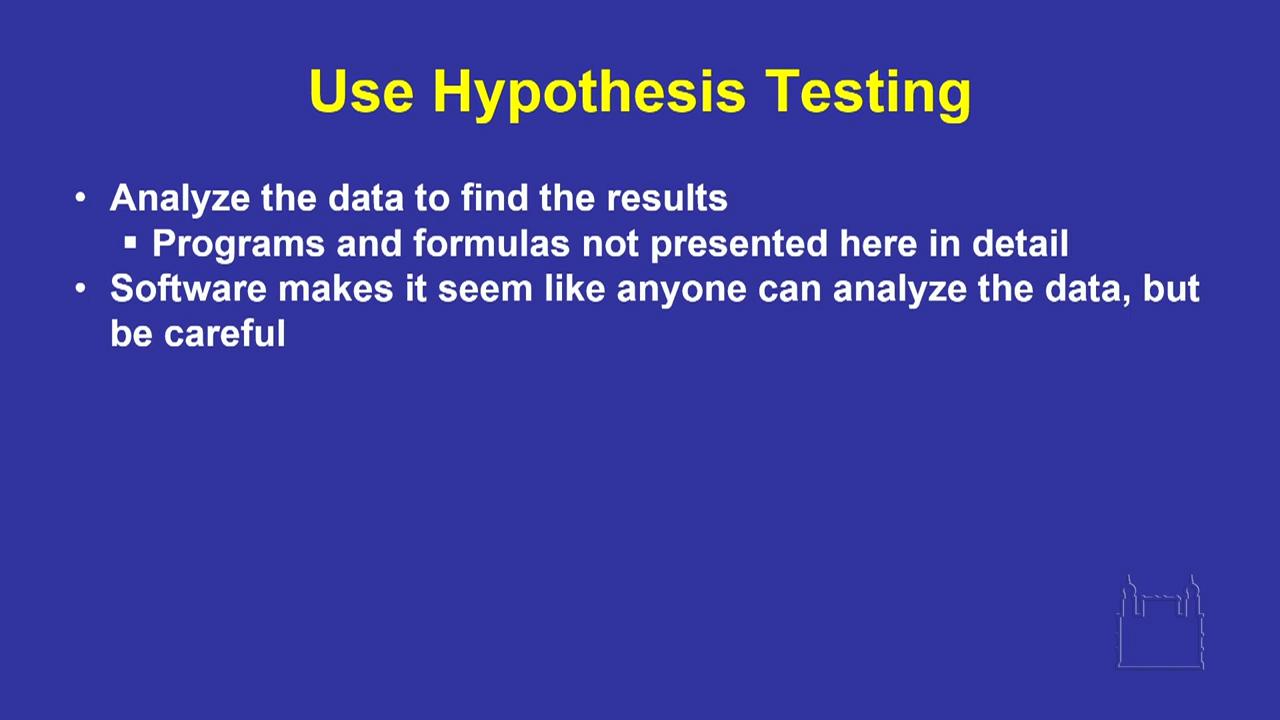 Use Hypothesis Testing
• Analyze the data to find the results
▪ Programs and formulas not presented here in detail
• Software makes it seem like anyone can analyze the data, but
be careful